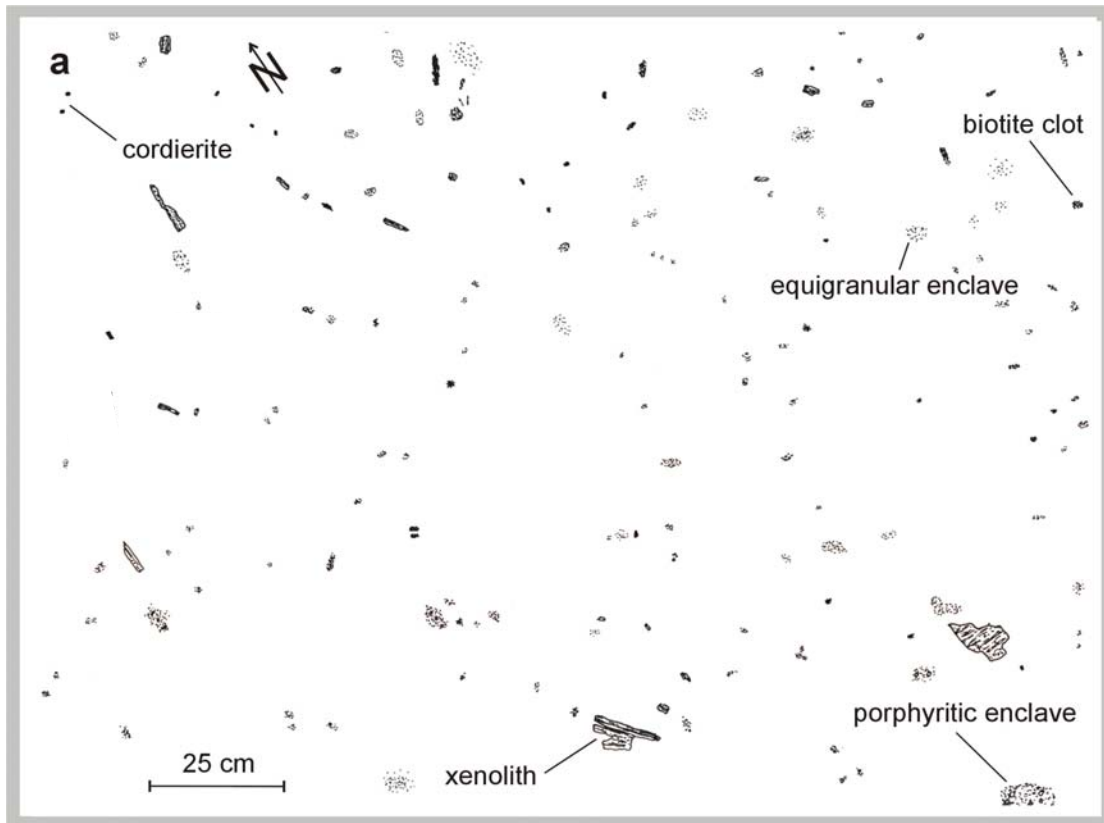 a
N
cordierite
biotite clot
equigranular enclave
porphyritic enclave
25 cm
xenolith